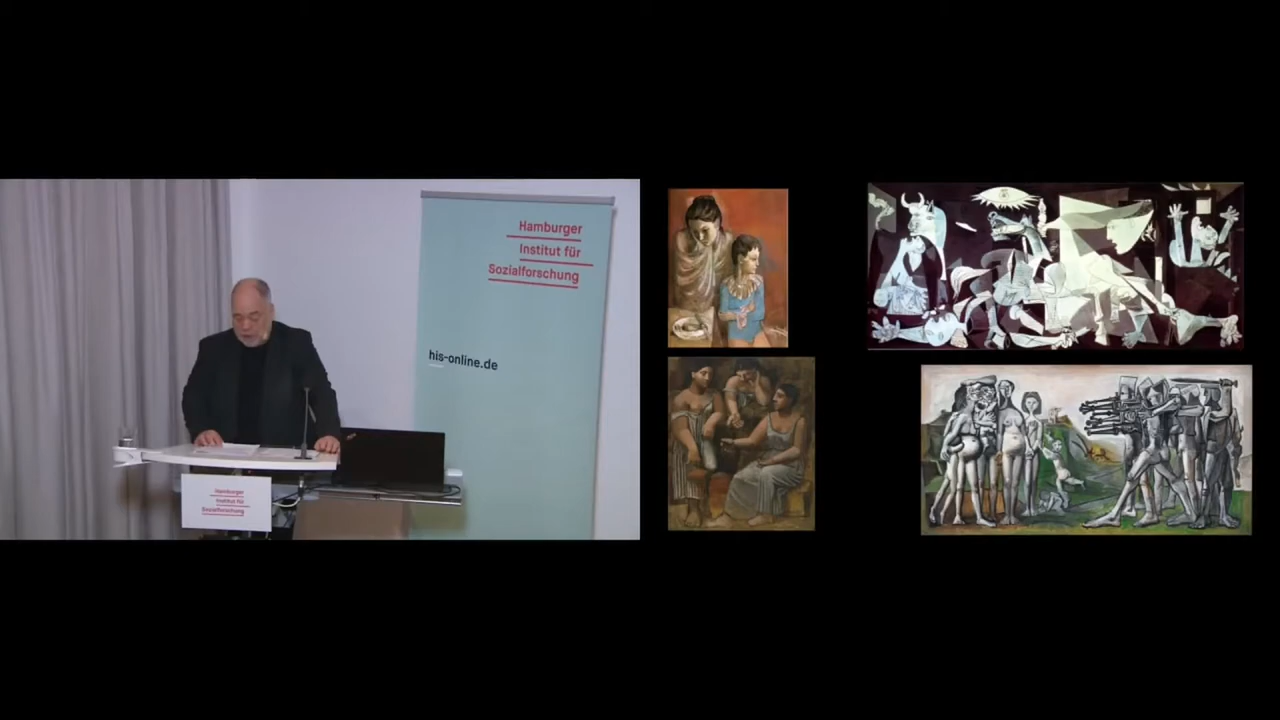 Hamburger
Institut für
Sozialforschung
his-online.de
Hamburger
Institut für
Sozialforschung